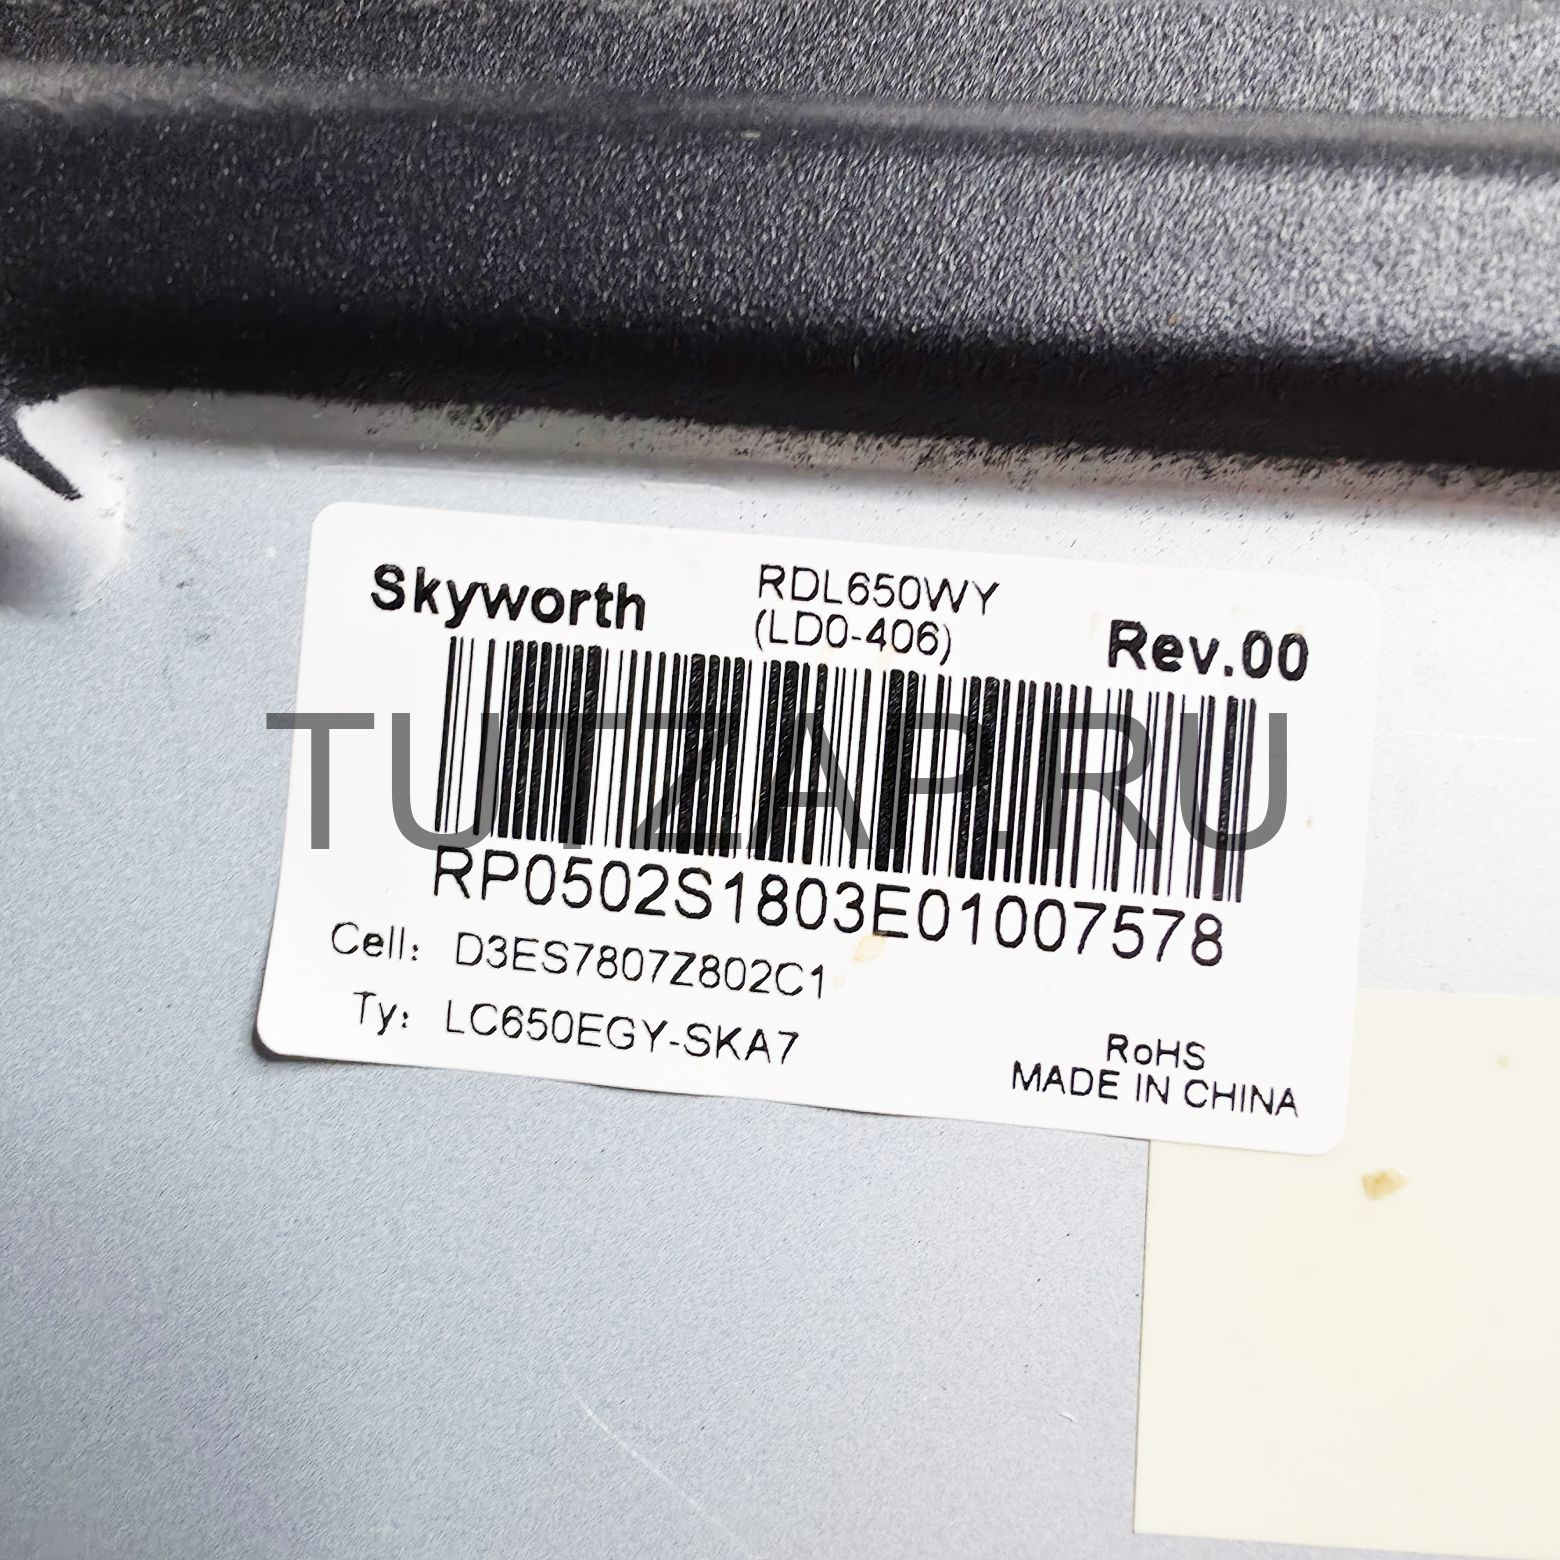 Skyworth
RDL650WY
(LD0-406)
Rev.00
TUTZAP.RU
RP0502S1803E01007578
Cell: D3ES7807Z802C1
Ty: LC650EGY-SKA7
RoHS
MADE IN CHINA